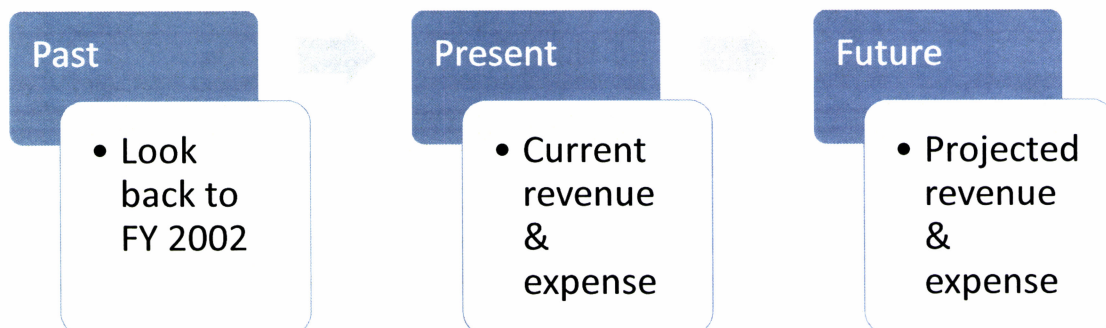 Past
• Look
back to
FY 2002
Present
• Current
revenue
&
expense
Future
• Projected
revenue
&
expense